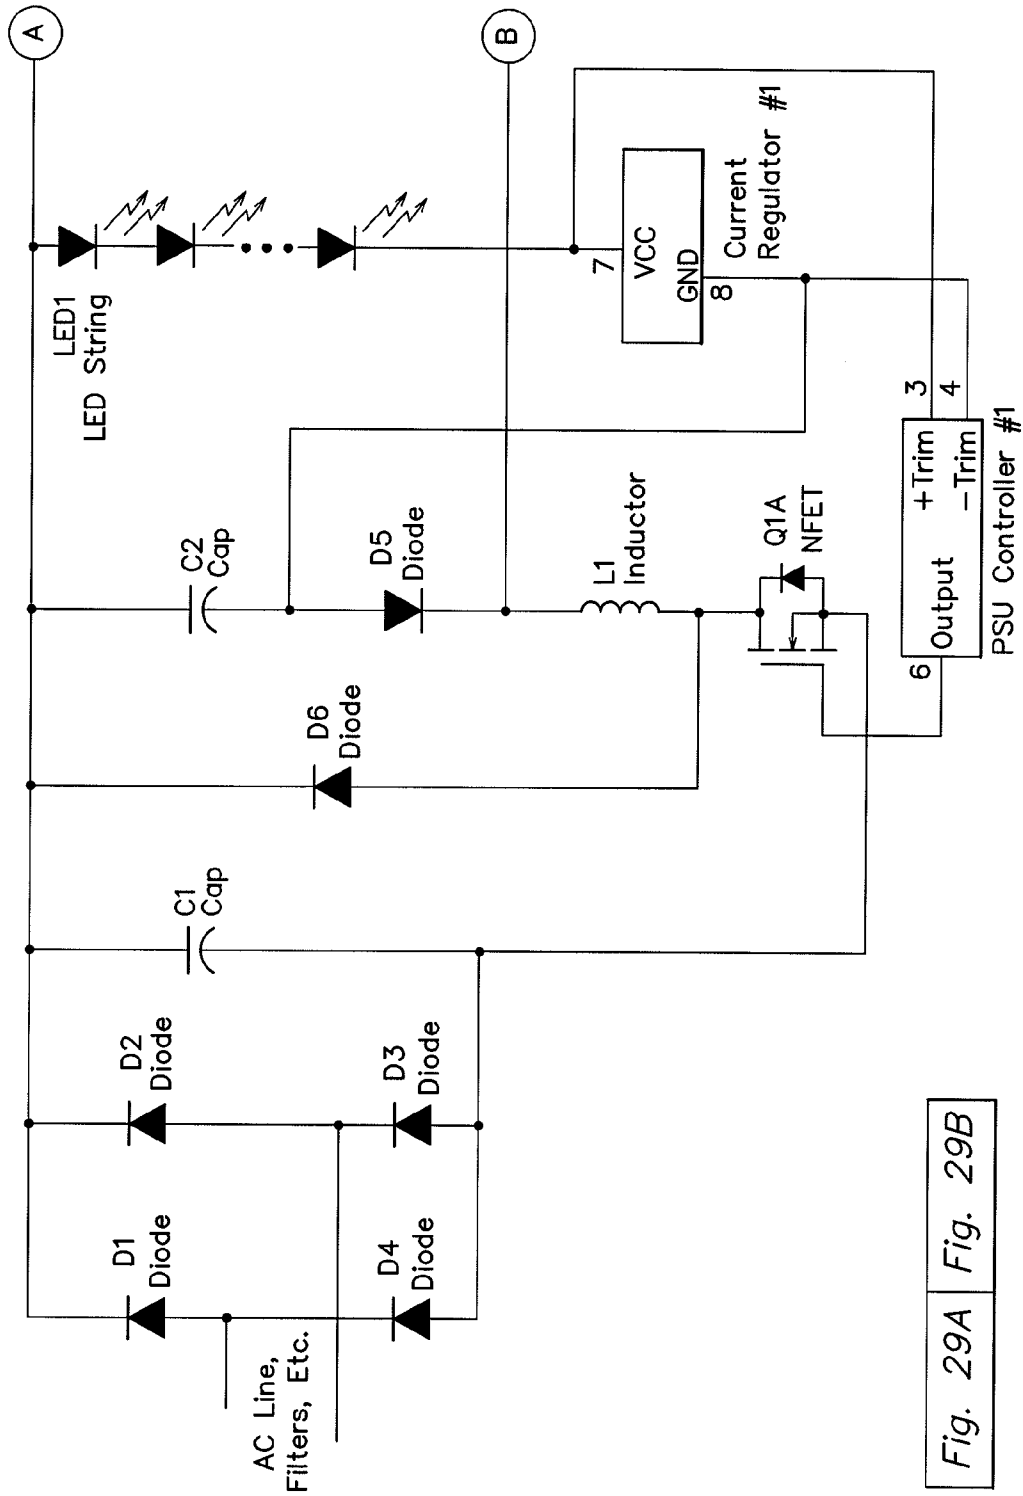 A
B
LED1
LED String
C2
Cap
D5
Diode
D6
Diode
C1
Cap
D2
Diode
D1
Diode
D3
Diode
D4
Diode
AC Line,
Filters, Etc.
L1
Inductor
Q1A
NFET
7
VCC
GND
8
Current
Regulator #1
3
4
+Trim
-Trim
Output
6
PSU Controller #1
Fig. 29A
Fig. 29B